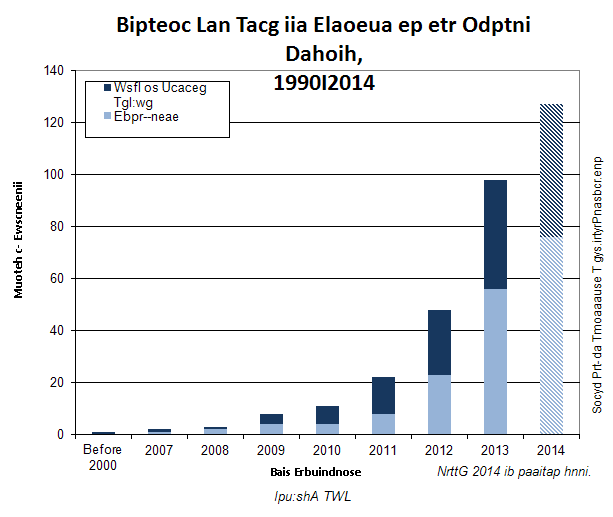 Bipteoc Lan Tacg iia Elaoeua ep etr Odptni
Dahoih,
1990I2014
140
120
100
80
60
40
20
0
Wsfl os Ucaceg
Tgl:wg
Ebpr--neae
Muoteh c- Ewscneenii
Before
2000
2007
2008
2009
2010
2011
2012
2013
2014
Bais Erbuindnose
NrttG 2014 ib paaitap hnni.
Ipu:shA TWL
Socyd Prt-da Tmoaaause T gys.irtyrPnasbcr.enp